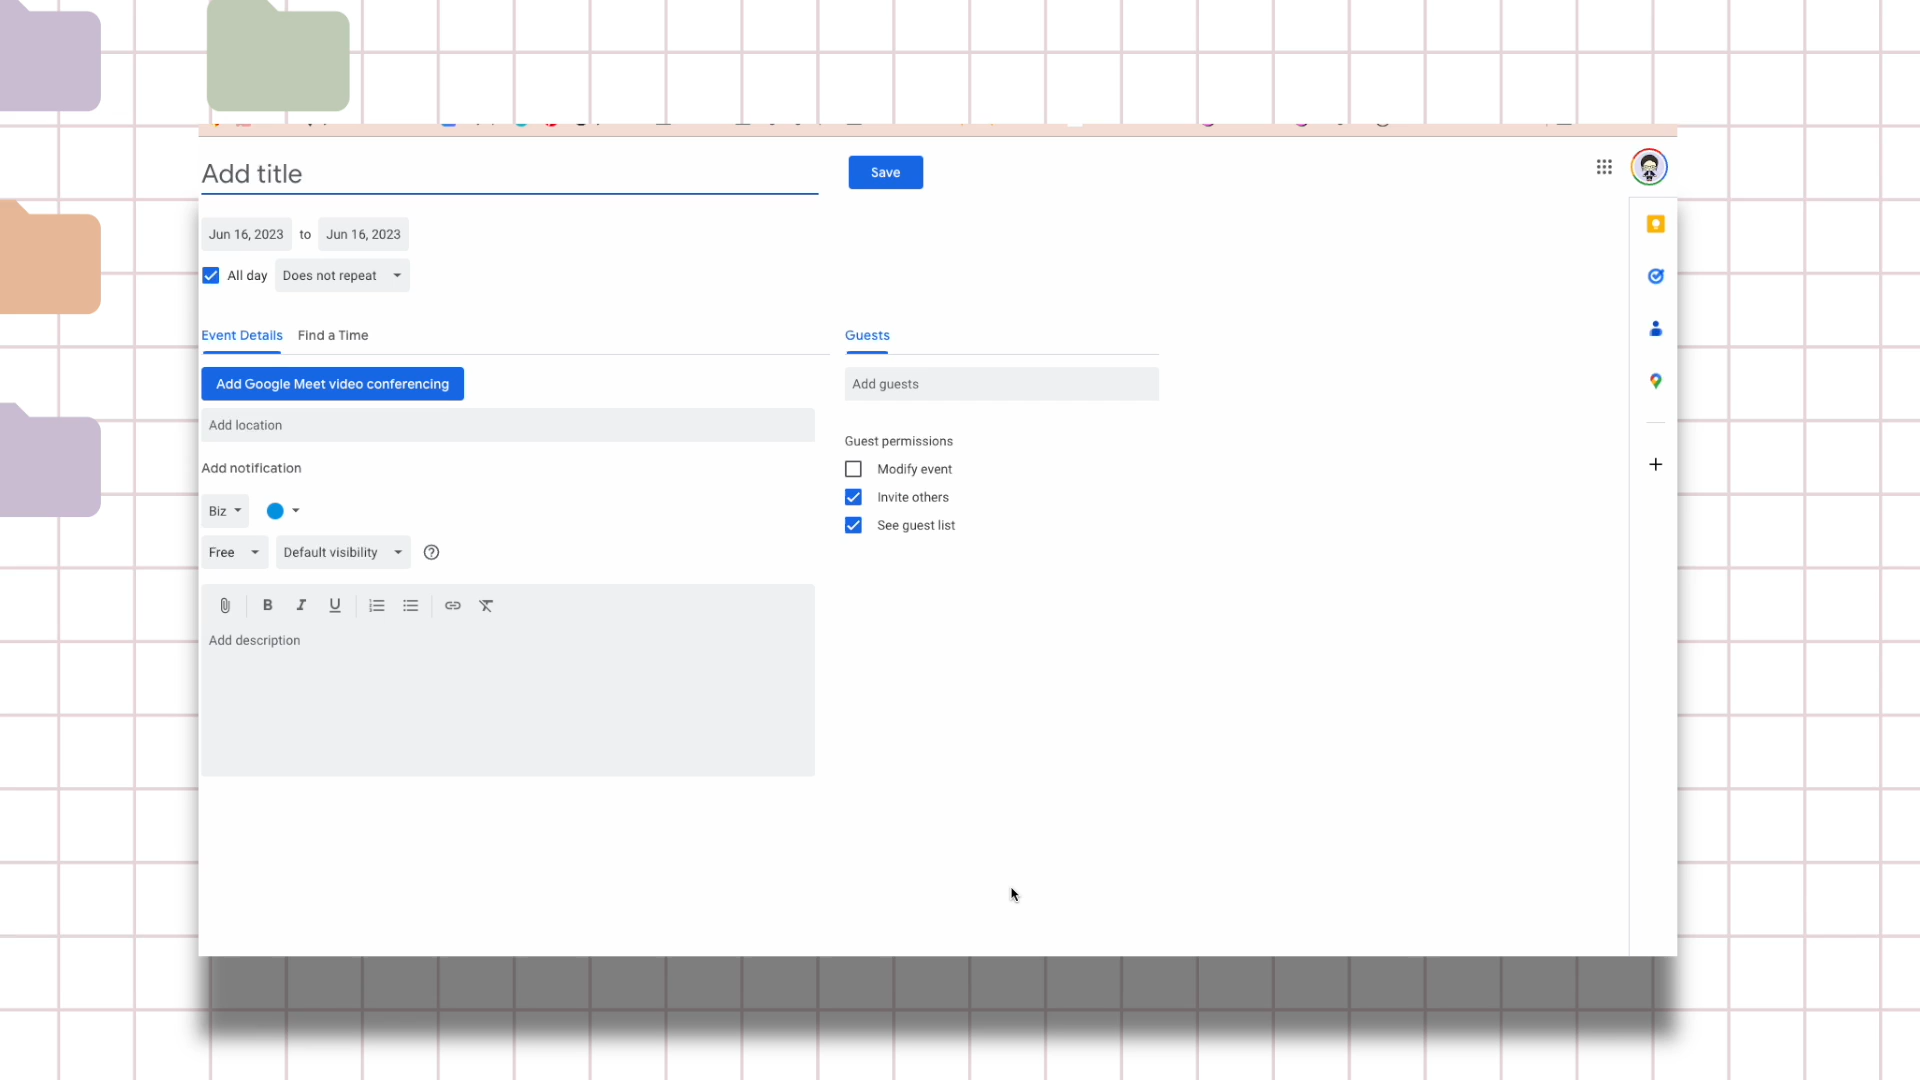 Add title
Save
Jun 16, 2023 to Jun 16, 2023
All day Does not repeat
Event Details Find a Time
Guests
Add Google Meet video conferencing
Add guests
Add location
Guest permissions
Add notification
Modify event
Invite others
Biz
See guest list
Free Default visibility
B I U
Add description